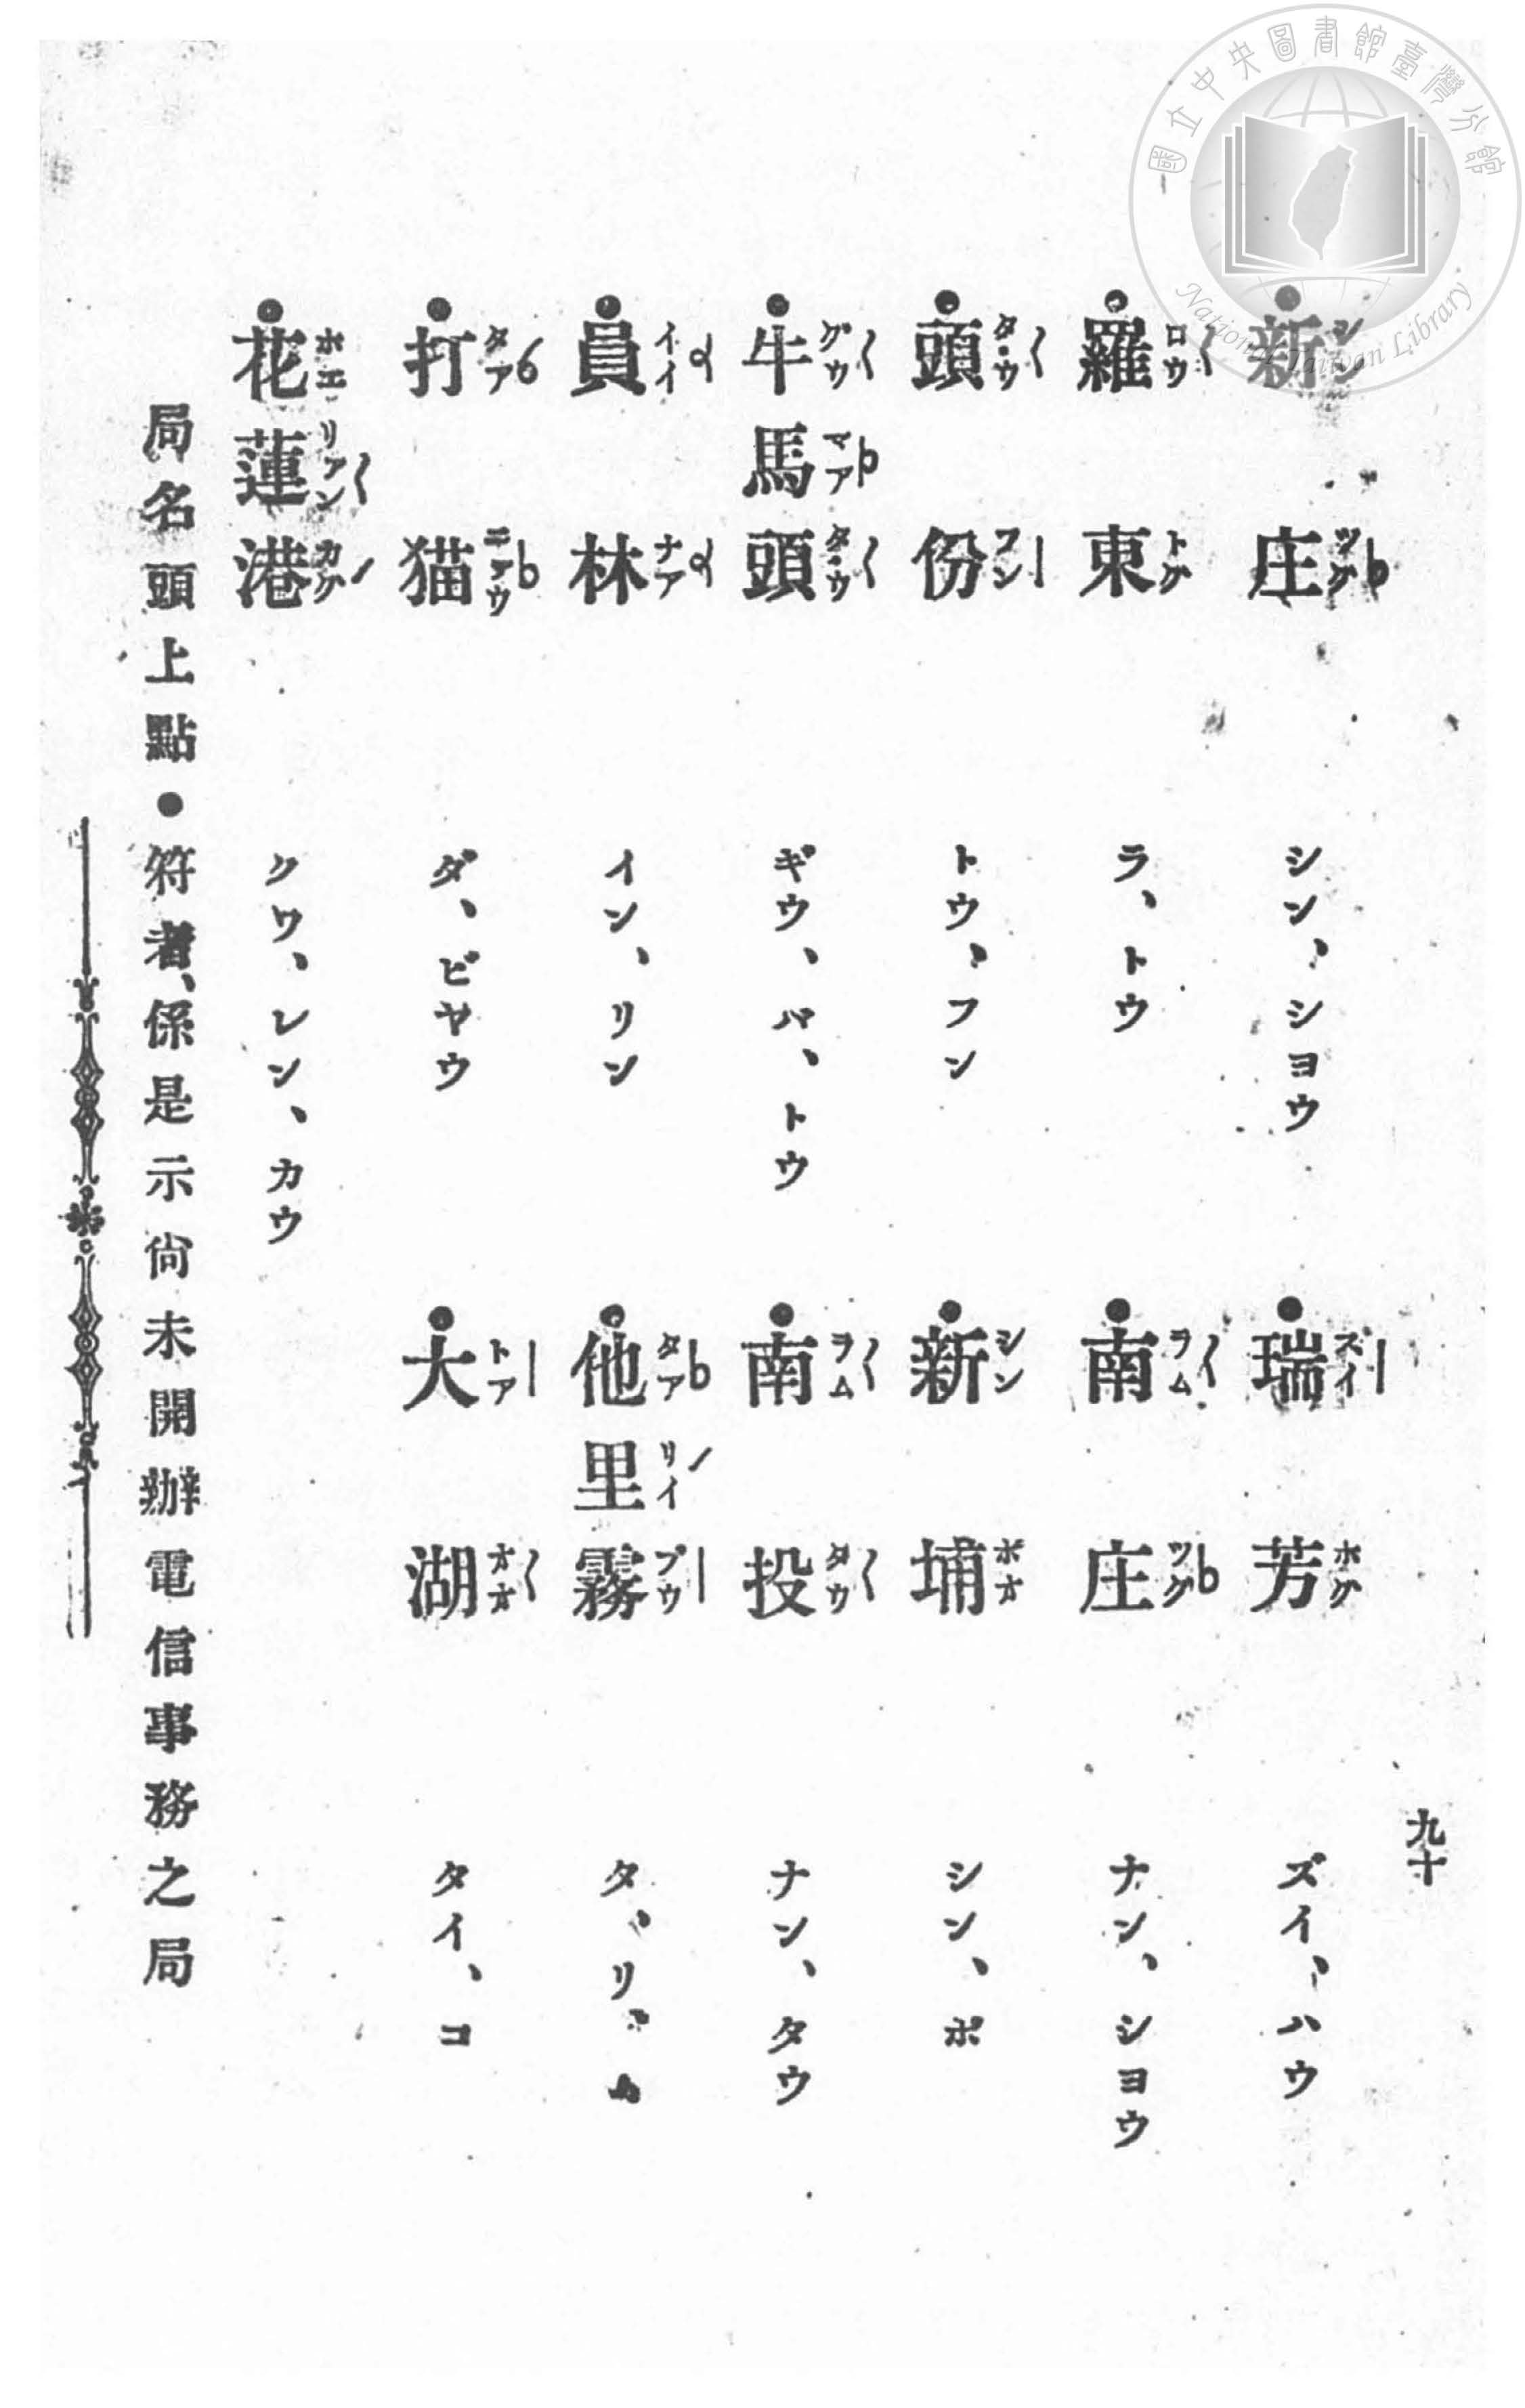 國立中央圖書館臺灣分館
National Taiwan Library
九十
●新庄 シン、シヨウ
●瑞芳 ズイ、ハウ
●羅東 ラ、トウ
●南庄 ナン、シヨウ
●頭份 トウ、フン
●新埔 シン、ポ
●牛馬頭 ギウ、バ、トウ
●南投 ナン、タウ
●員林 イン、リン
●他里霧 タ、リ、ム
●打猫 ダ、ビヤウ
●大湖 タイ、コ
●花蓮港 クワ、レン、カウ
局名頭上點●符者、係是示尙未開辦電信事務之局